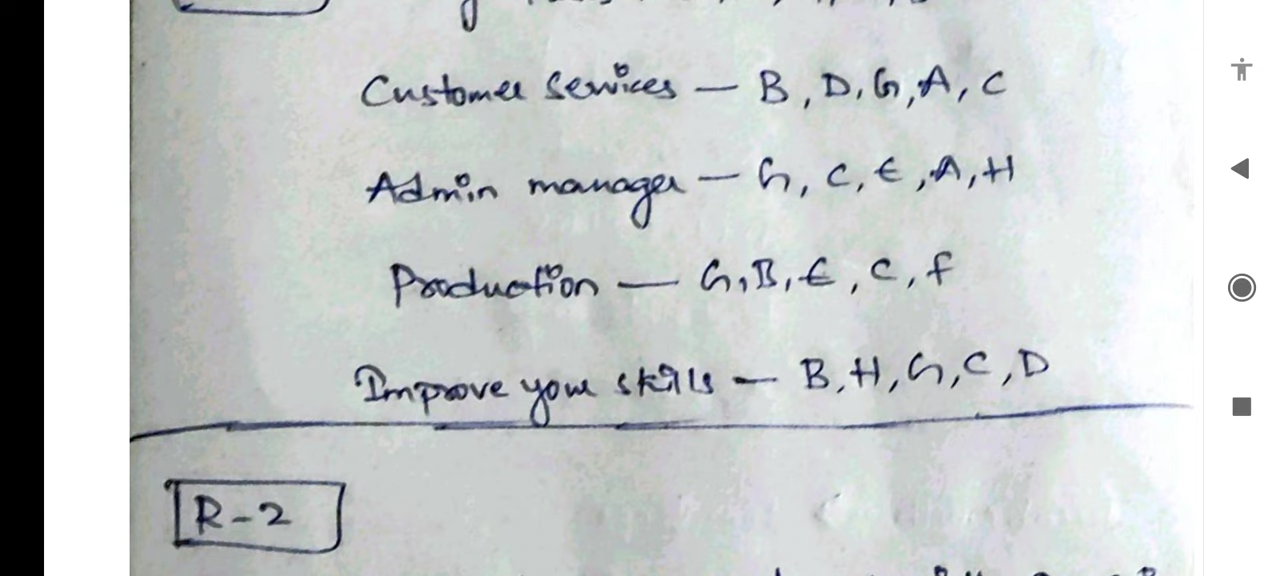 Customer Services — B, D, G, A, C
Admin manager — G, C, E, A, H
Production — G, B, E, C, F
Improve your skills — B, H, G, C, D
R-2